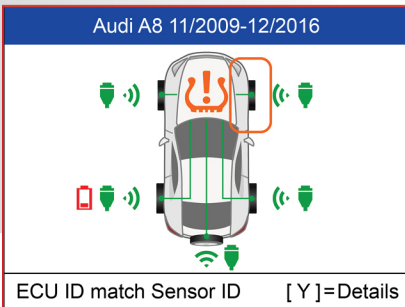 Audi A8 11/2009-12/2016
ECU ID match Sensor ID [ Y ]=Details